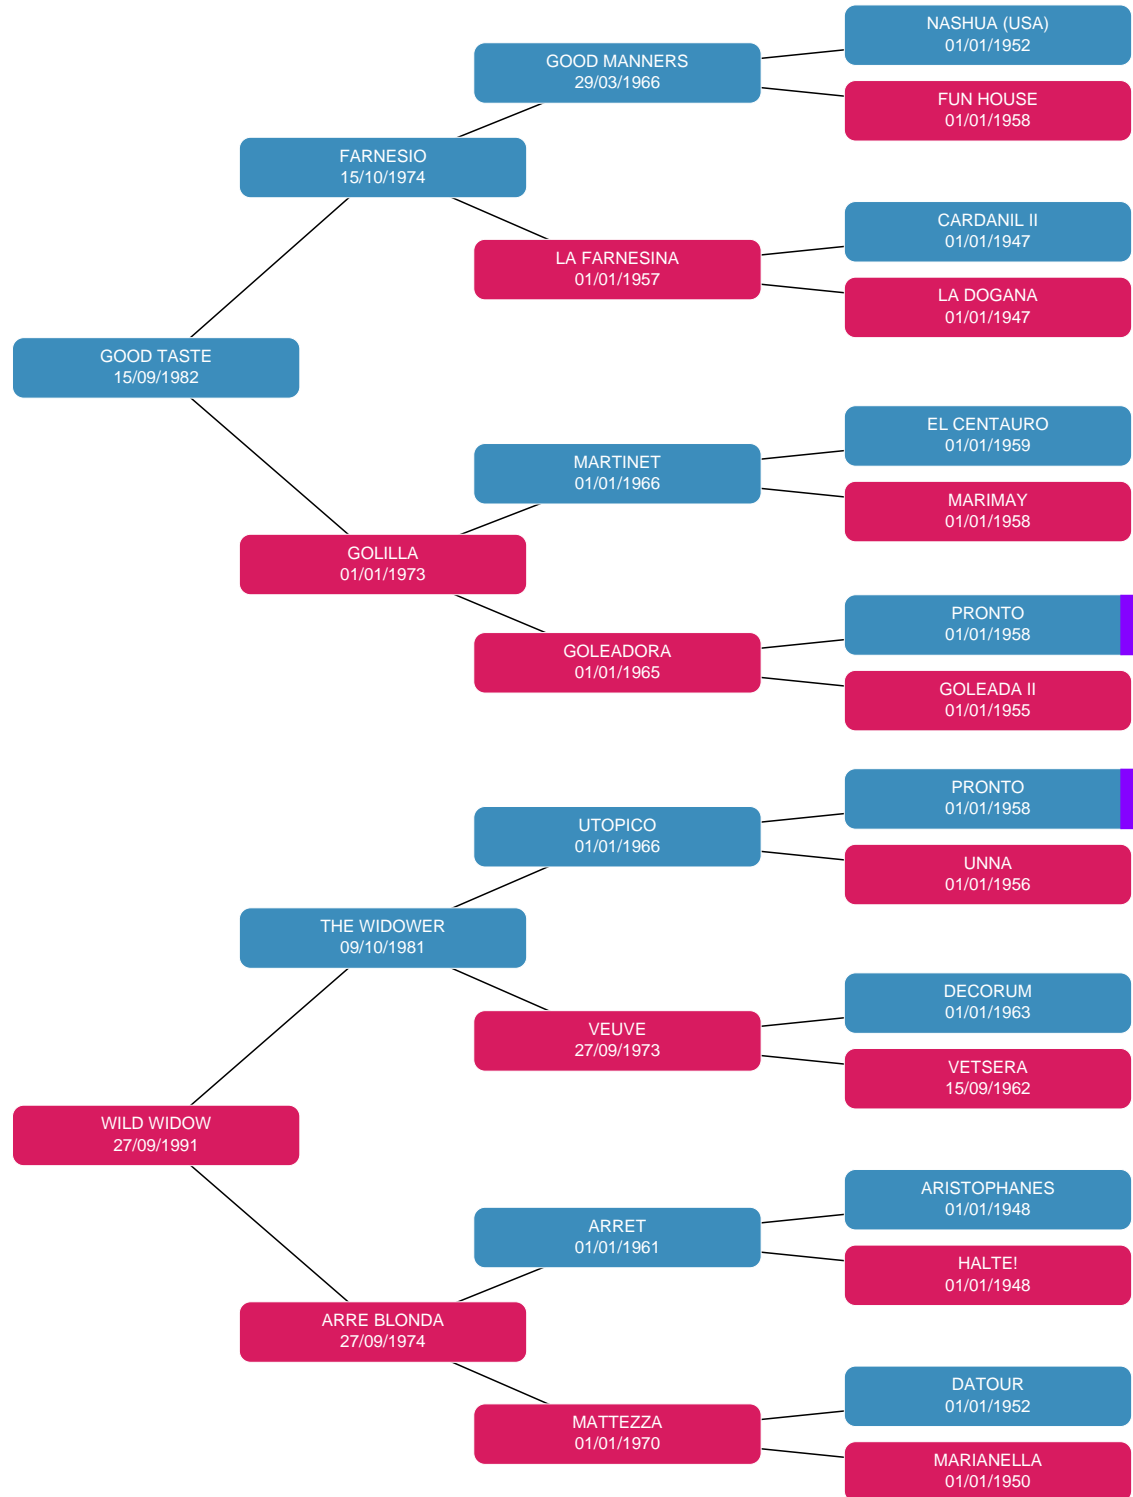 NASHUA (USA)
01/01/1952
GOOD MANNERS
29/03/1966
FUN HOUSE
01/01/1958
FARNESIO
15/10/1974
CARDANIL II
01/01/1947
LA FARNESINA
01/01/1957
LA DOGANA
01/01/1947
GOOD TASTE
15/09/1982
EL CENTAURO
01/01/1959
MARTINET
01/01/1966
MARIMAY
01/01/1958
GOLILLA
01/01/1973
PRONTO
01/01/1958
GOLEADORA
01/01/1965
GOLEADA II
01/01/1955
PRONTO
01/01/1958
UTOPICO
01/01/1966
UNNA
01/01/1956
THE WIDOWER
09/10/1981
DECORUM
01/01/1963
VEUVE
27/09/1973
VETSERA
15/09/1962
WILD WIDOW
27/09/1991
ARISTOPHANES
01/01/1948
ARRET
01/01/1961
HALTE!
01/01/1948
ARRE BLONDA
27/09/1974
DATOUR
01/01/1952
MATTEZZA
01/01/1970
MARIANELLA
01/01/1950